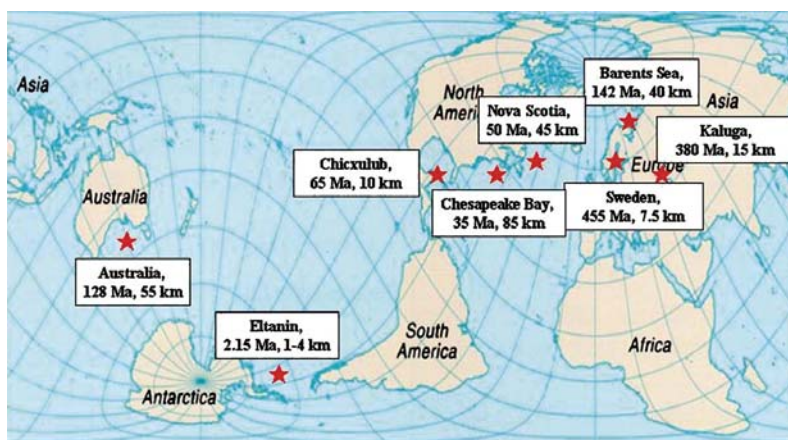 Barents Sea,
142 Ma, 40 km
Asia
Asia
North
America
Nova Scotia,
50 Ma, 45 km
Kaluga,
380 Ma, 15 km
Chicxulub,
65 Ma, 10 km
Europe
Australia
Chesapeake Bay,
35 Ma, 85 km
Sweden,
455 Ma, 7.5 km
Australia,
128 Ma, 55 km
Eltanin,
2.15 Ma, 1-4 km
South
America
Africa
Antarctica